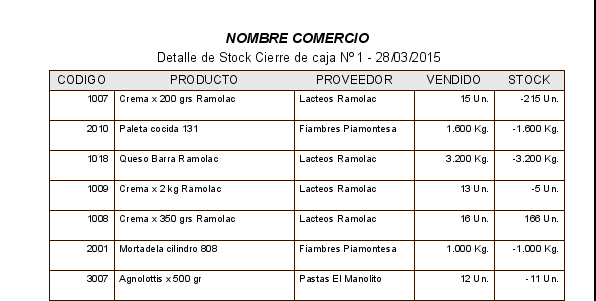 NOMBRE COMERCIO
Detalle de Stock Cierre de caja Nº 1 - 28/03/2015
CODIGO PRODUCTO PROVEEDOR VENDIDO STOCK
1007 Crema x 200 grs Ramolac Lacteos Ramolac 15 Un. -215 Un.
2010 Paleta cocida 131 Fiambres Piamontesa 1.600 Kg. -1.600 Kg.
1018 Queso Barra Ramolac Lacteos Ramolac 3.200 Kg. -3.200 Kg.
1009 Crema x 2 kg Ramolac Lacteos Ramolac 13 Un. -5 Un.
1008 Crema x 350 grs Ramolac Lacteos Ramolac 16 Un. 166 Un.
2001 Mortadela cilindro 808 Fiambres Piamontesa 1.000 Kg. -1.000 Kg.
3007 Agnolottis x 500 gr Pastas El Manolito 12 Un. -11 Un.